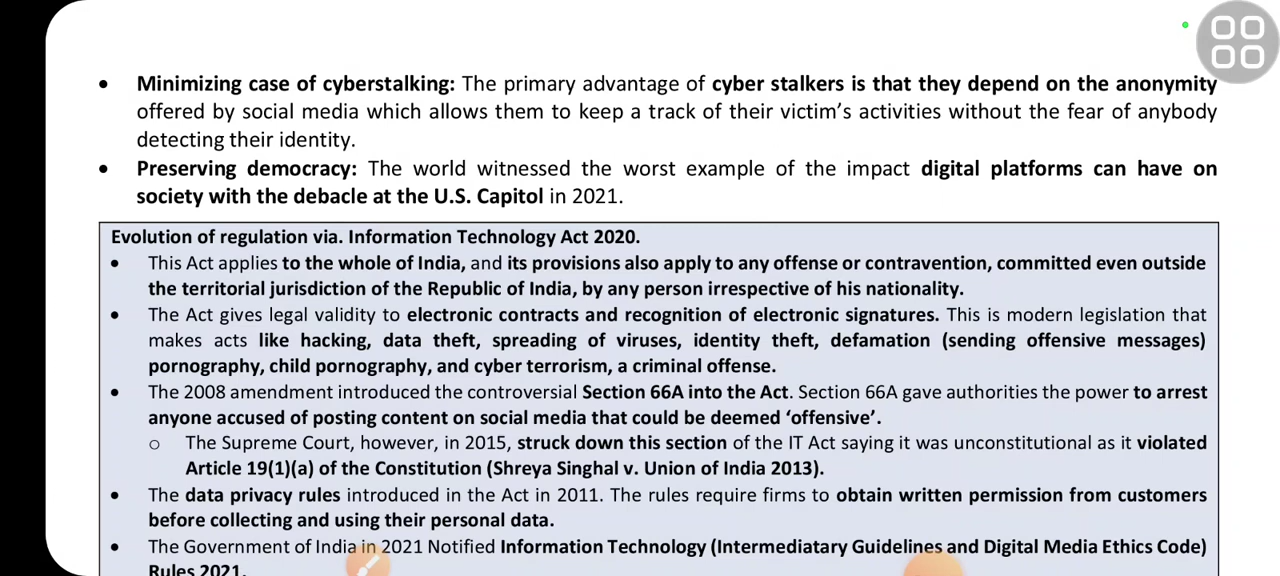 • Minimizing case of cyberstalking: The primary advantage of cyber stalkers is that they depend on the anonymity
offered by social media which allows them to keep a track of their victim's activities without the fear of anybody
detecting their identity.
• Preserving democracy: The world witnessed the worst example of the impact digital platforms can have on
society with the debacle at the U.S. Capitol in 2021.
Evolution of regulation via. Information Technology Act 2020.
• This Act applies to the whole of India, and its provisions also apply to any offense or contravention, committed even outside
the territorial jurisdiction of the Republic of India, by any person irrespective of his nationality.
• The Act gives legal validity to electronic contracts and recognition of electronic signatures. This is modern legislation that
makes acts like hacking, data theft, spreading of viruses, identity theft, defamation (sending offensive messages)
pornography, child pornography, and cyber terrorism, a criminal offense.
• The 2008 amendment introduced the controversial Section 66A into the Act. Section 66A gave authorities the power to arrest
anyone accused of posting content on social media that could be deemed 'offensive'.
o The Supreme Court, however, in 2015, struck down this section of the IT Act saying it was unconstitutional as it violated
Article 19(1)(a) of the Constitution (Shreya Singhal v. Union of India 2013).
• The data privacy rules introduced in the Act in 2011. The rules require firms to obtain written permission from customers
before collecting and using their personal data.
• The Government of India in 2021 Notified Information Technology (Intermediatary Guidelines and Digital Media Ethics Code)
Rules 2021.